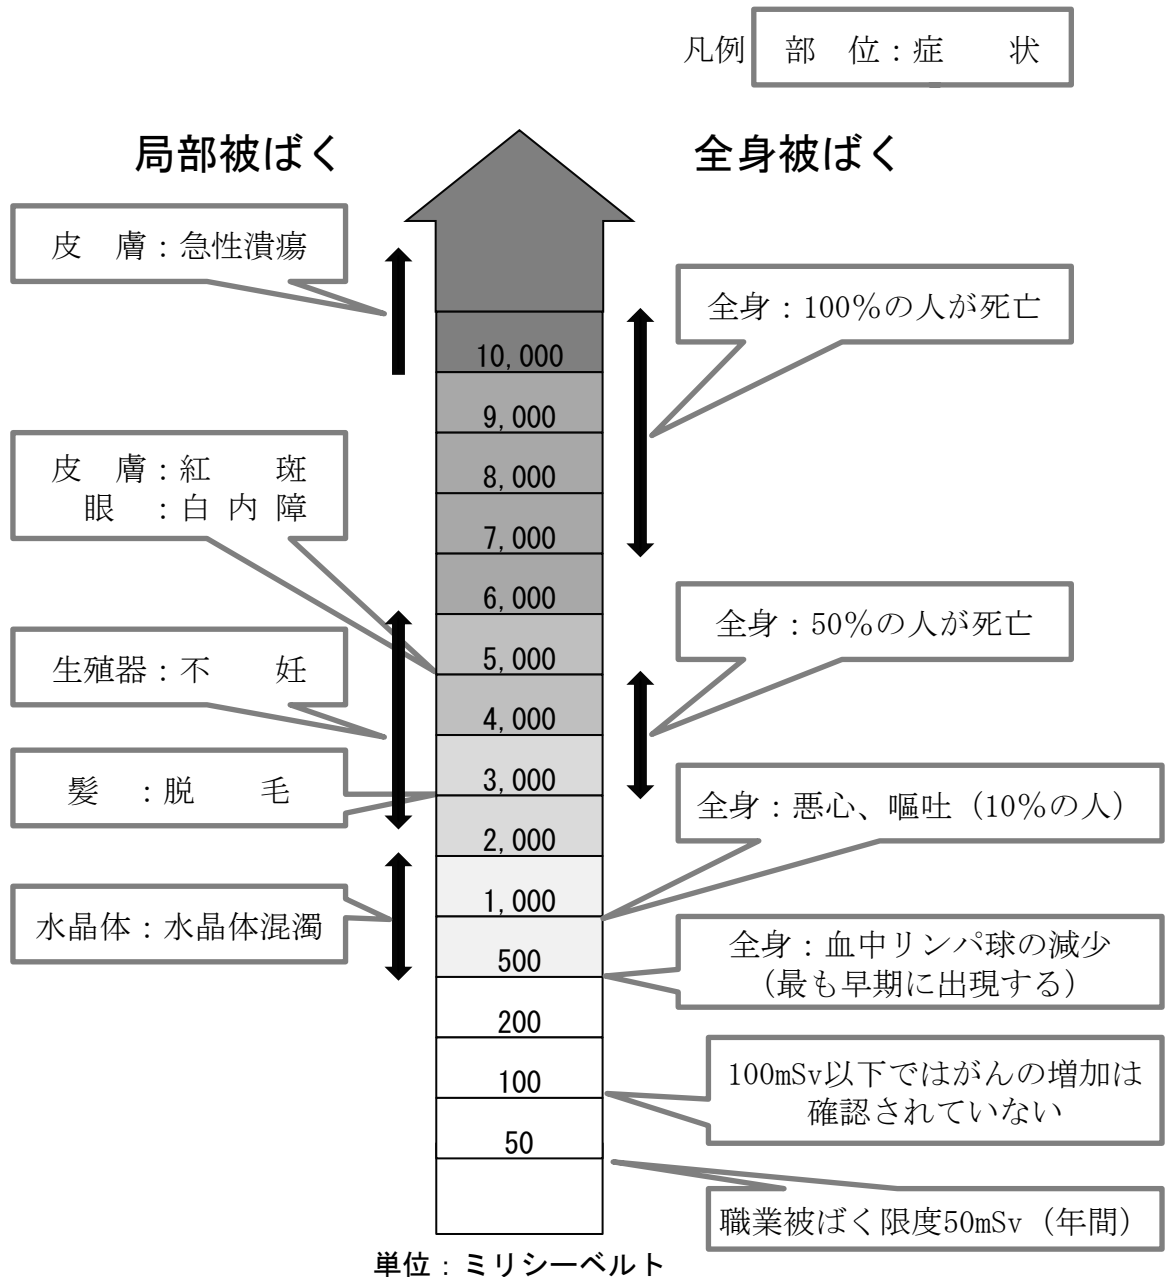 凡例 部 位：症 状
局部被ばく
全身被ばく
皮 膚：急性潰瘍
皮 膚：紅 斑
眼 ：白 内 障
生殖器：不 妊
髪 ：脱 毛
水晶体：水晶体混濁
10,000
9,000
8,000
7,000
6,000
5,000
4,000
3,000
2,000
1,000
500
200
100
50
全身：100％の人が死亡
全身：50％の人が死亡
全身：悪心、嘔吐（10％の人）
全身：血中リンパ球の減少
（最も早期に出現する）
100mSv以下ではがんの増加は
確認されていない
職業被ばく限度50mSv（年間）
単位：ミリシーベルト